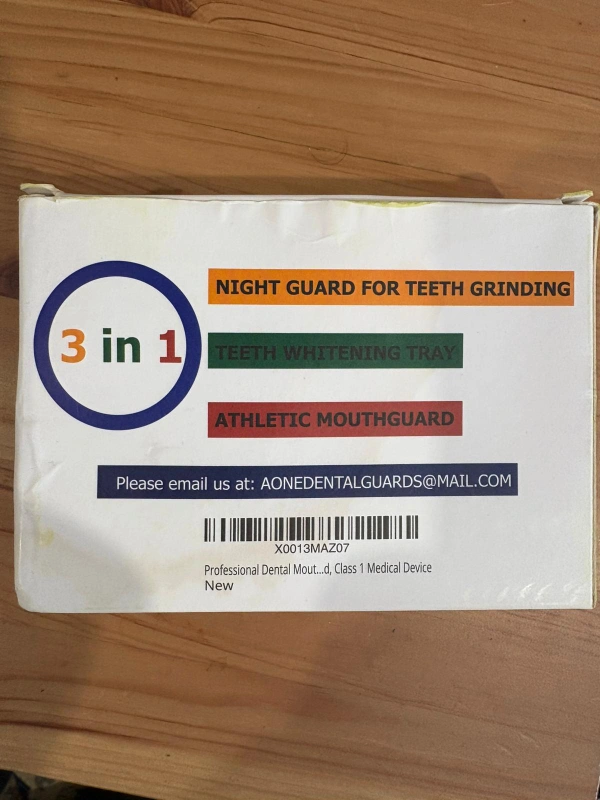 3 in 1
NIGHT GUARD FOR TEETH GRINDING
TEETH WHITENING TRAY
ATHLETIC MOUTHGUARD
Please email us at: AONEDENTALGUARDS@MAIL.COM
X0013MAZ07
Professional Dental Mout...d, Class 1 Medical Device
New